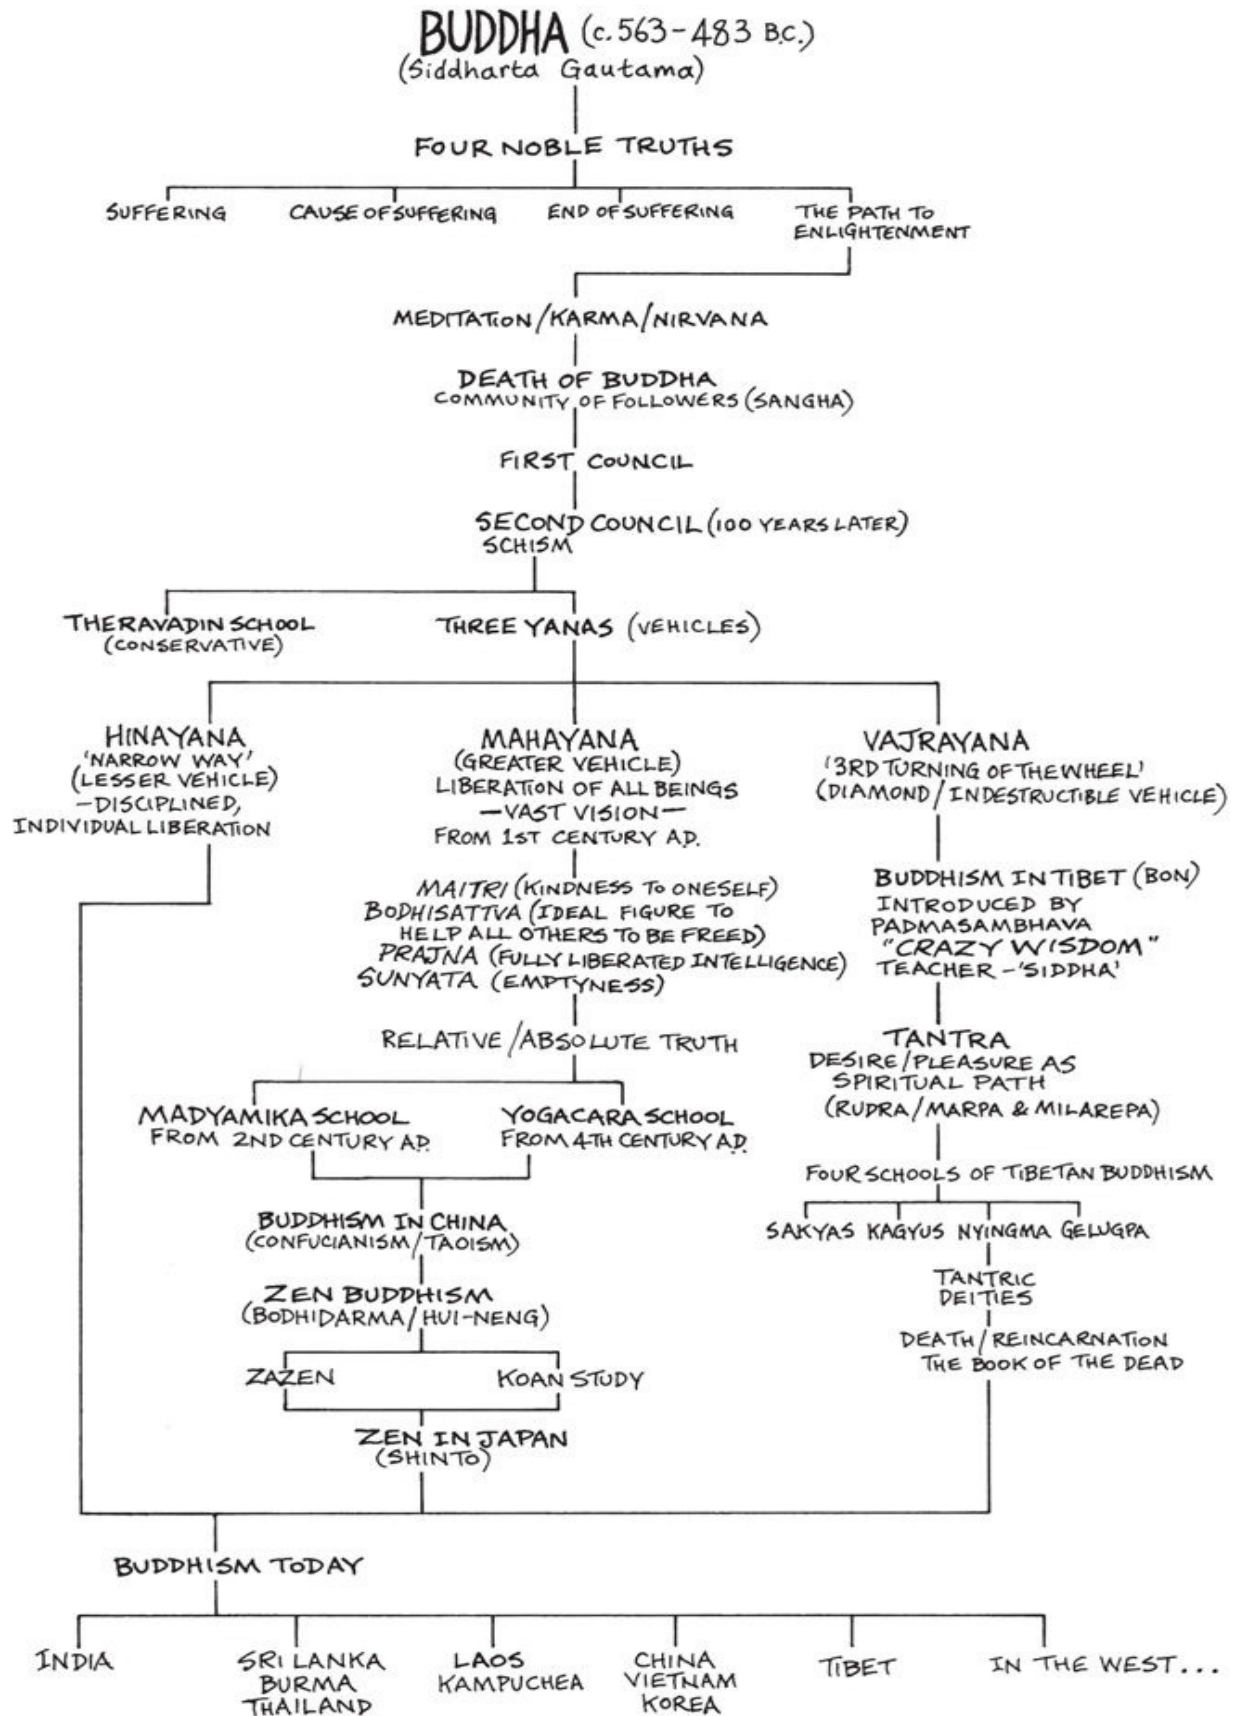 BUDDHA (c.563-483 B.C.)
(Siddharta Gautama)
FOUR NOBLE TRUTHS
SUFFERING
CAUSE OF SUFFERING
END OF SUFFERING
THE PATH TO
ENLIGHTENMENT
MEDITATION/KARMA/NIRVANA
DEATH OF BUDDHA
COMMUNITY OF FOLLOWERS (SANGHA)
FIRST COUNCIL
SECOND COUNCIL (100 YEARS LATER)
SCHISM
THERAVADIN SCHOOL
(CONSERVATIVE)
THREE YANAS (VEHICLES)
HINAYANA
'NARROW WAY'
(LESSER VEHICLE)
-DISCIPLINED,
INDIVIDUAL LIBERATION
MAHAYANA
(GREATER VEHICLE)
LIBERATION OF ALL BEINGS
-VAST VISION-
FROM 1ST CENTURY A.D.
MAITRI (KINDNESS TO ONESELF)
BODHISATTVA (IDEAL FIGURE TO
HELP ALL OTHERS TO BE FREED)
PRAJNA (FULLY LIBERATED INTELLIGENCE)
SUNYATA (EMPTYNESS)
RELATIVE/ABSOLUTE TRUTH
MADYAMIKA SCHOOL
FROM 2ND CENTURY A.D.
YOGACARA SCHOOL
FROM 4TH CENTURY A.D.
BUDDHISM IN CHINA
(CONFUCIANISM/TAOISM)
ZEN BUDDHISM
(BODHIDARMA/HUI-NENG)
ZAZEN
KOAN STUDY
ZEN IN JAPAN
(SHINTO)
VAJRAYANA
'3RD TURNING OF THE WHEEL'
(DIAMOND/INDESTRUCTIBLE VEHICLE)
BUDDHISM IN TIBET (BON)
INTRODUCED BY
PADMASAMBHAVA
"CRAZY WISDOM"
TEACHER-'SIDDHA'
TANTRA
DESIRE/PLEASURE AS
SPIRITUAL PATH
(RUDRA/MARPA & MILAREPA)
FOUR SCHOOLS OF TIBETAN BUDDHISM
SAKYAS KAGYUS NYINGMA GELUGPA
TANTRIC
DEITIES
DEATH/REINCARNATION
THE BOOK OF THE DEAD
BUDDHISM TODAY
INDIA
SRI LANKA
BURMA
THAILAND
LAOS
KAMPUCHEA
CHINA
VIETNAM
KOREA
TIBET
IN THE WEST...